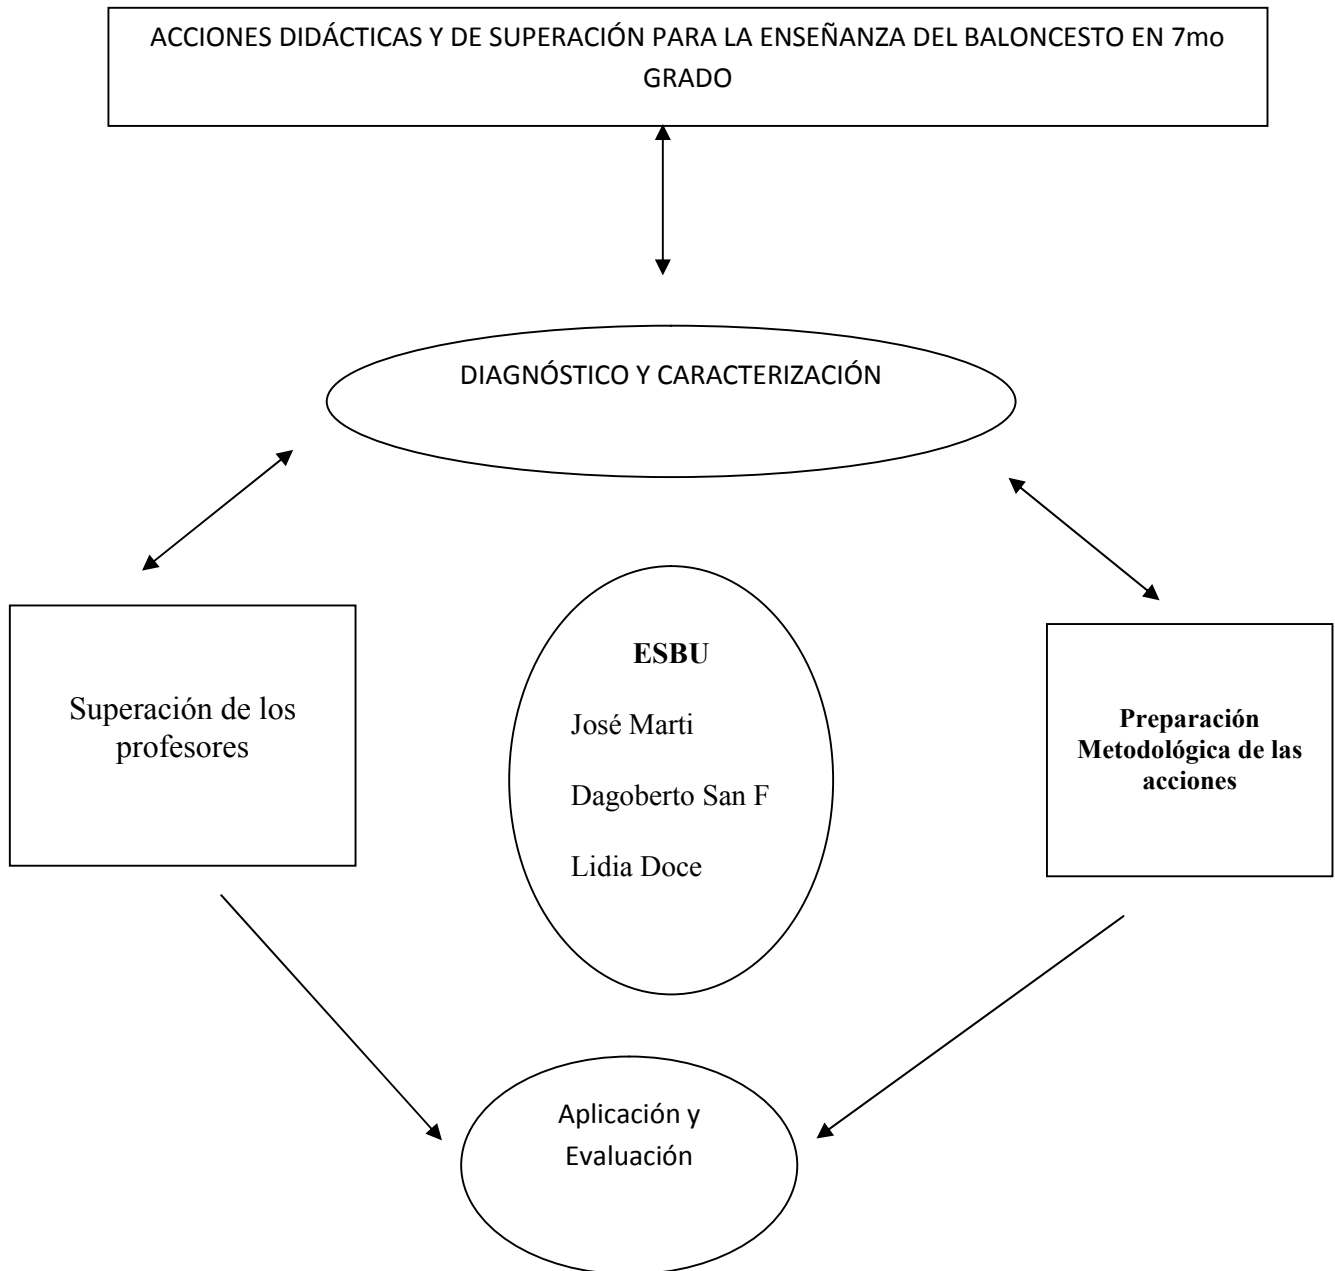 ACCIONES DIDÁCTICAS Y DE SUPERACIÓN PARA LA ENSEÑANZA DEL BALONCESTO EN 7mo
GRADO
DIAGNÓSTICO Y CARACTERIZACIÓN
Superación de los
profesores
ESBU
José Marti
Dagoberto San F
Lidia Doce
Preparación
Metodológica de las
acciones
Aplicación y
Evaluación